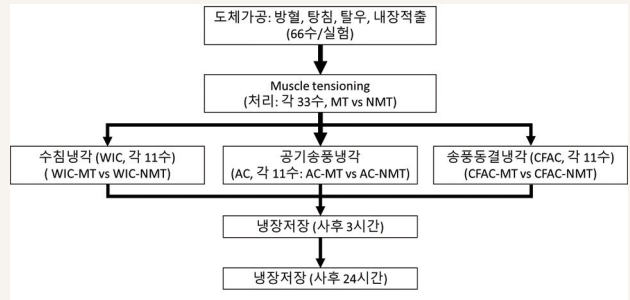 도체가공: 방혈, 탕침, 탈우, 내장적출
(66수/실험)
Muscle tensioning
(처리: 각 33수, MT vs NMT)
수침냉각 (WIC, 각 11수)
( WIC-MT vs WIC-NMT)
공기송풍냉각
(AC, 각 11수: AC-MT vs AC-NMT)
송풍동결냉각 (CFAC, 각 11수)
(CFAC-MT vs CFAC-NMT)
냉장저장 (사후 3시간)
냉장저장 (사후 24시간)